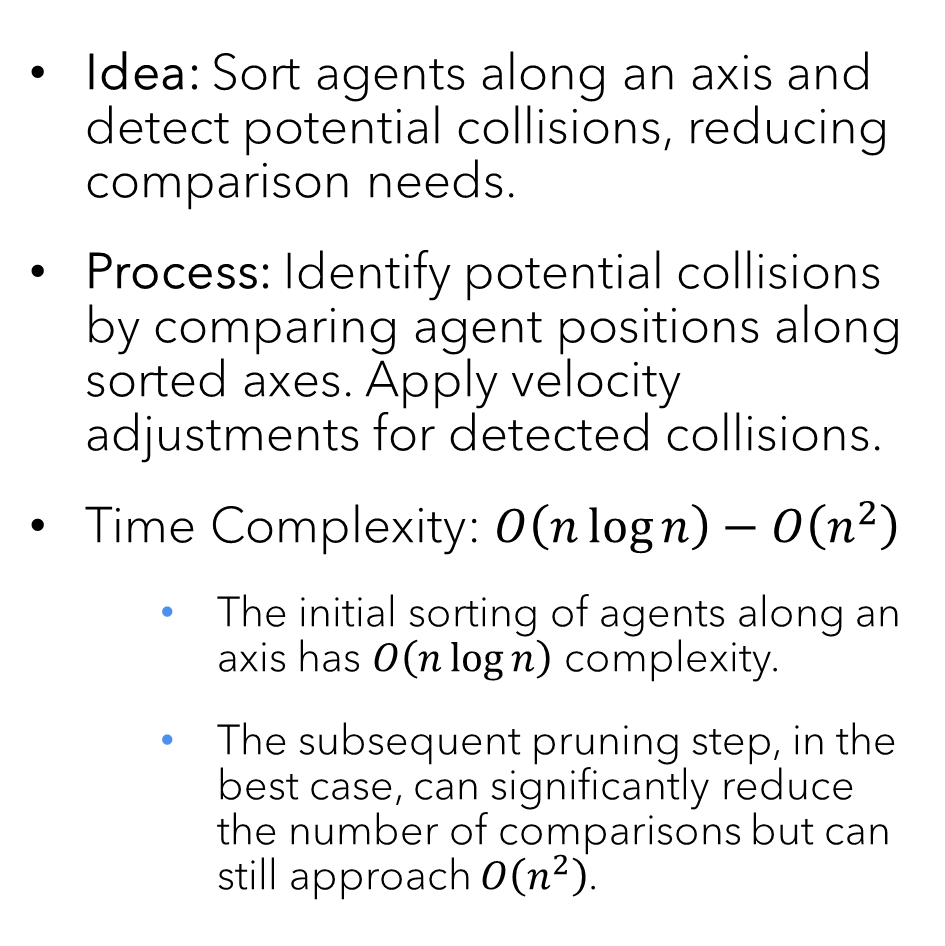 • Idea: Sort agents along an axis and
detect potential collisions, reducing
comparison needs.
• Process: Identify potential collisions
by comparing agent positions along
sorted axes. Apply velocity
adjustments for detected collisions.
• Time Complexity: O(n log n) – O(n²)
• The initial sorting of agents along an
axis has O(n log n) complexity.
• The subsequent pruning step, in the
best case, can significantly reduce
the number of comparisons but can
still approach O(n²).